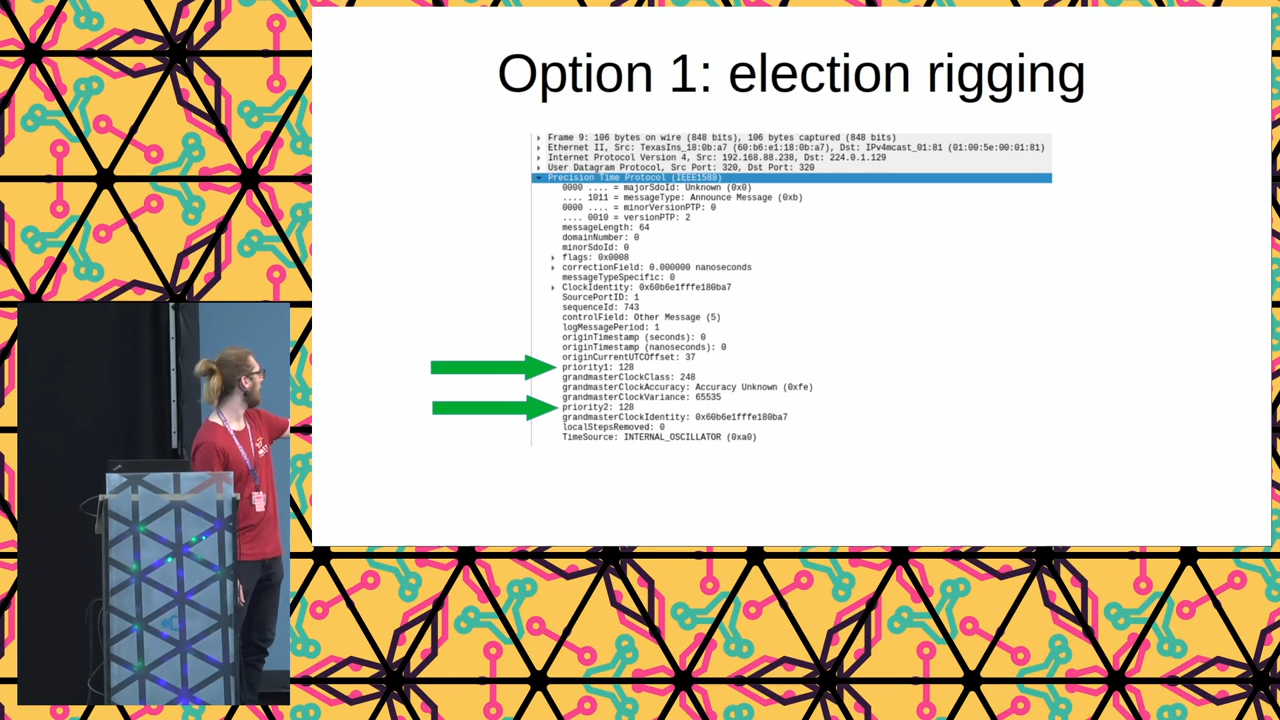 Option 1: election rigging
Frame 9: 106 bytes on wire (848 bits), 106 bytes captured (848 bits)
Ethernet II, Src: TexasIns_18:0b:a7 (60:b6:e1:18:0b:a7), Dst: IPv4mcast_01:81 (01:00:5e:00:01:81)
Internet Protocol Version 4, Src: 192.168.88.238, Dst: 224.0.1.129
User Datagram Protocol, Src Port: 320, Dst Port: 320
Precision Time Protocol (IEEE1588)
0000 .... = majorSdoId: Unknown (0x0)
.... 1011 = messageType: Announce Message (0xb)
0000 .... = minorVersionPTP: 0
.... 0010 = versionPTP: 2
messageLength: 64
domainNumber: 0
minorSdoId: 0
flags: 0x0008
correctionField: 0.000000 nanoseconds
messageTypeSpecific: 0
ClockIdentity: 0x60b6e1fffe180ba7
SourcePortID: 1
sequenceId: 743
controlField: Other Message (5)
logMessagePeriod: 1
originTimestamp (seconds): 0
originTimestamp (nanoseconds): 0
originCurrentUTCOffset: 37
priority1: 128
grandmasterClockClass: 248
grandmasterClockAccuracy: Accuracy Unknown (0xfe)
grandmasterClockVariance: 65535
priority2: 128
grandmasterClockIdentity: 0x60b6e1fffe180ba7
localStepsRemoved: 0
TimeSource: INTERNAL_OSCILLATOR (0xa0)